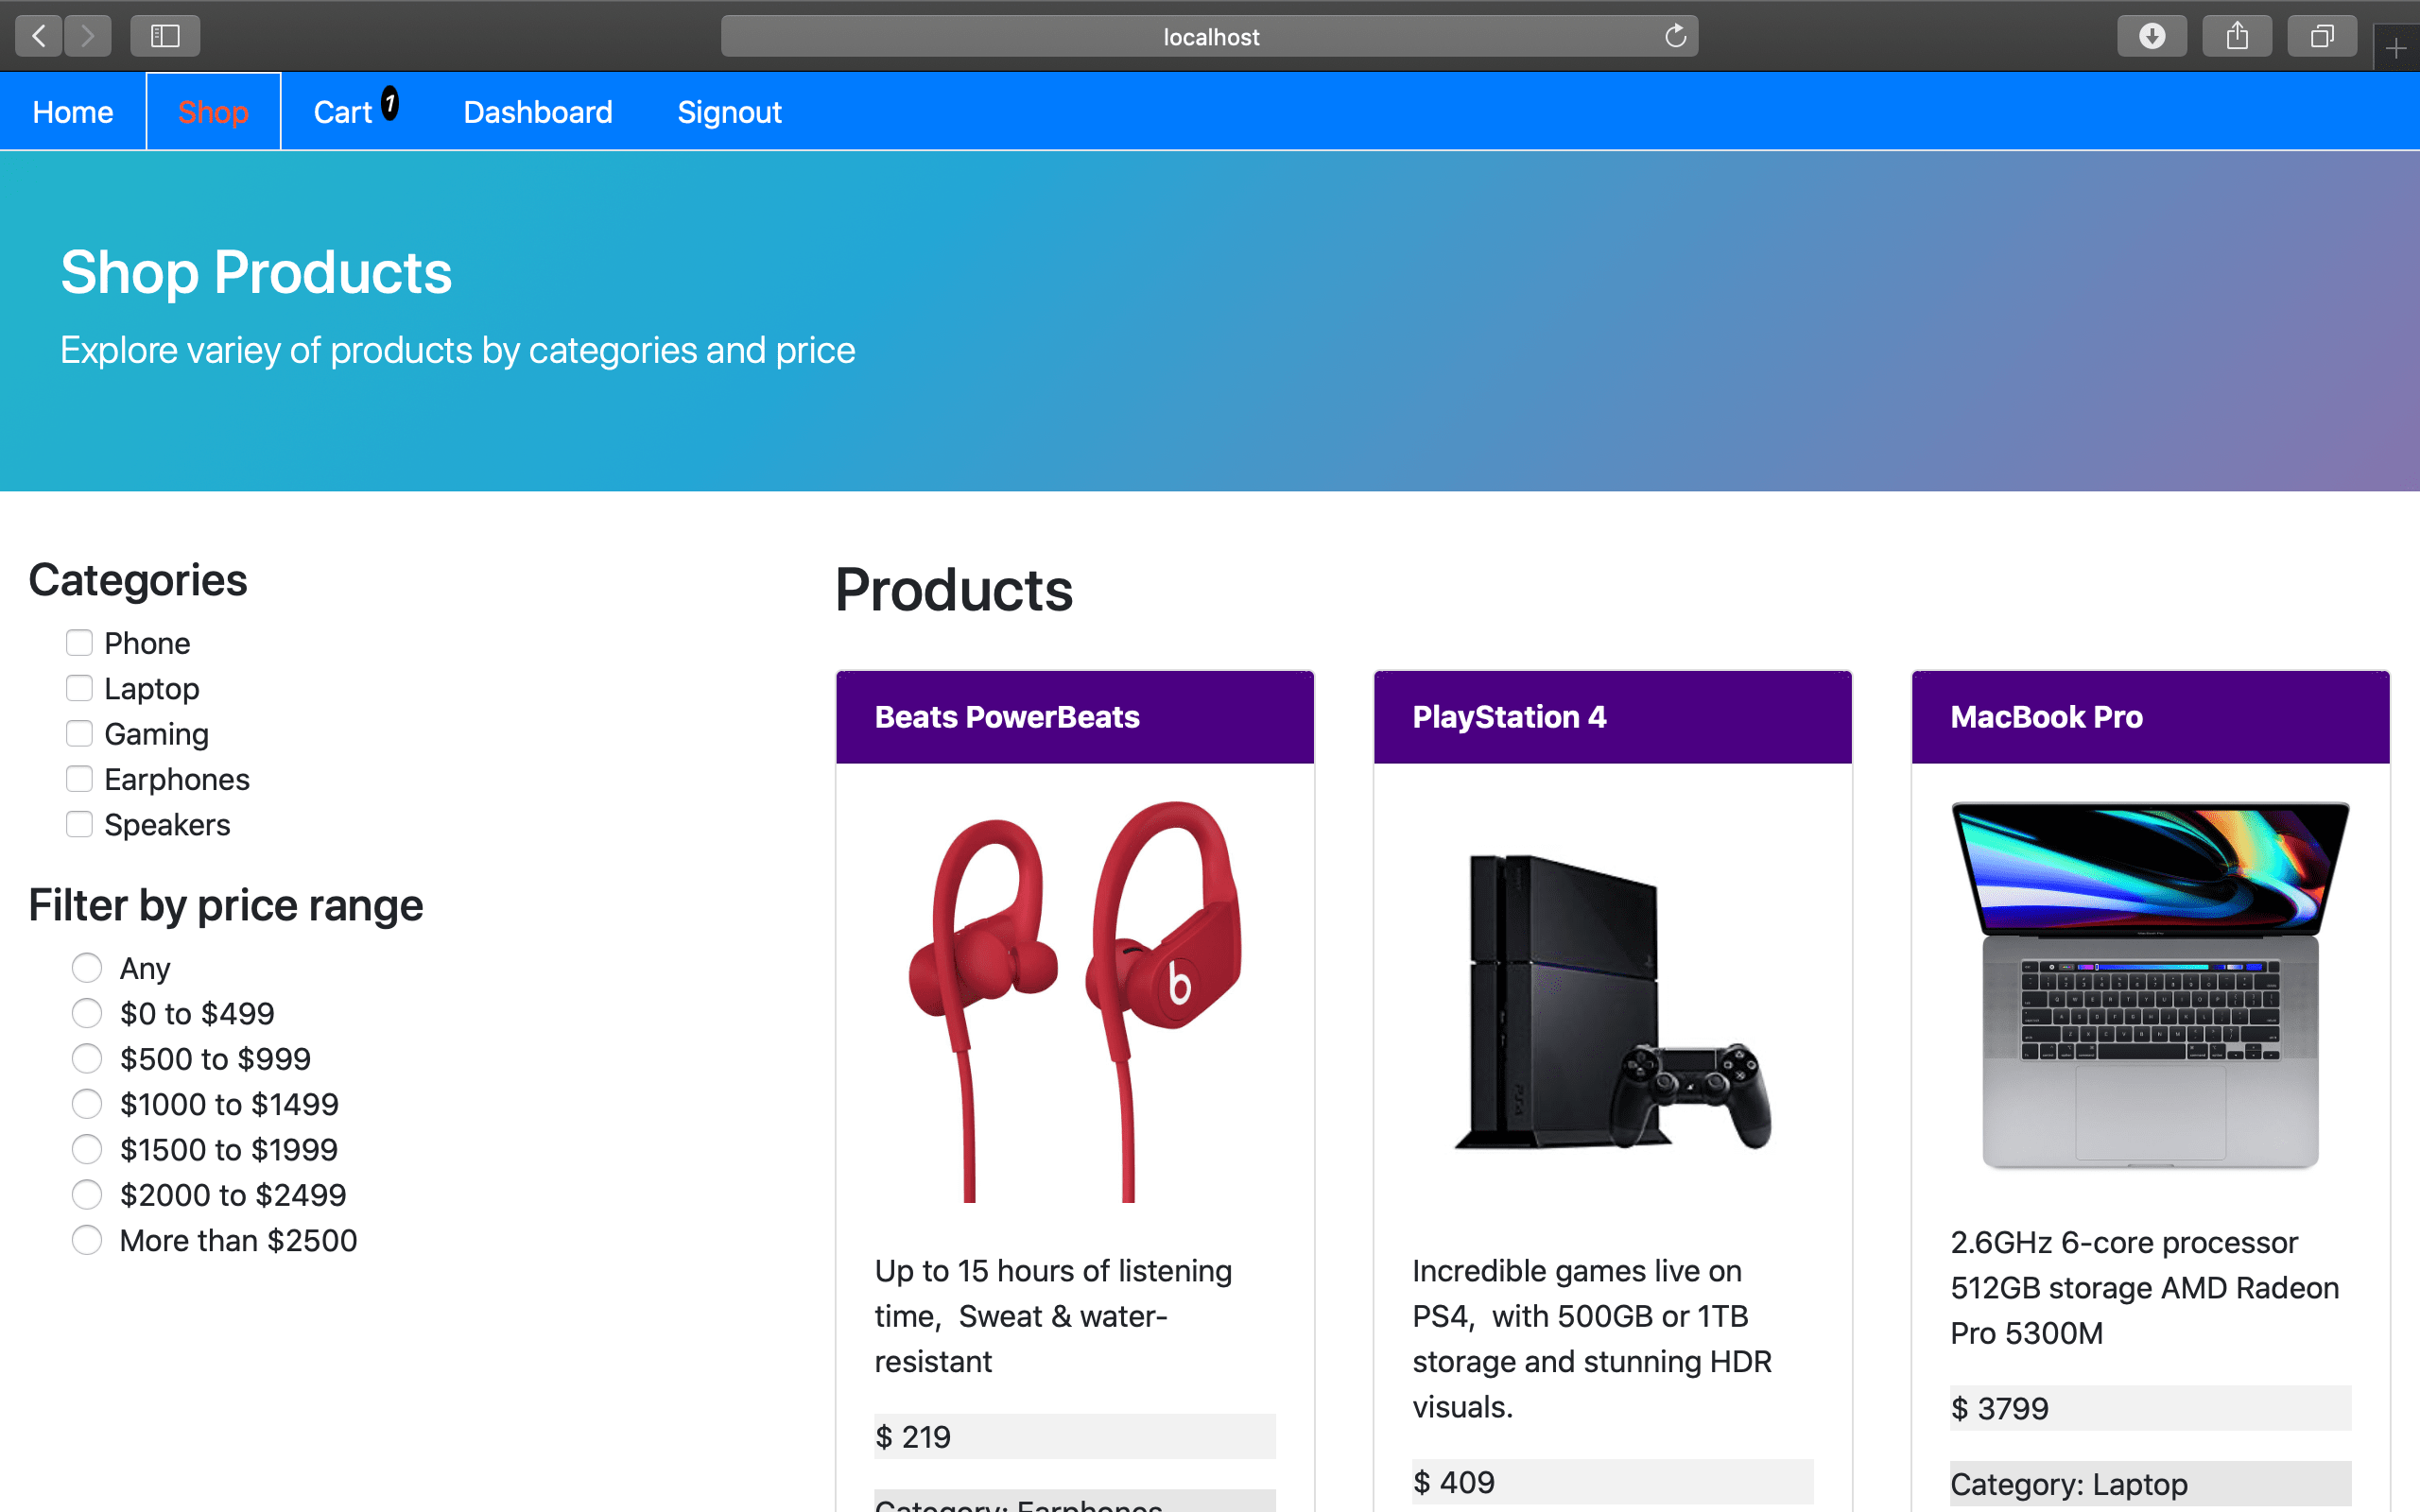 localhost
Home
Shop
Cart 1
Dashboard
Signout
Shop Products
Explore variey of products by categories and price
Categories
Phone
Laptop
Gaming
Earphones
Speakers
Filter by price range
Any
$0 to $499
$500 to $999
$1000 to $1499
$1500 to $1999
$2000 to $2499
More than $2500
Products
Beats PowerBeats
b
Up to 15 hours of listening
time, Sweat & water-
resistant
$ 219
Category: Earphones
PlayStation 4
PS4
Incredible games live on
PS4, with 500GB or 1TB
storage and stunning HDR
visuals.
$ 409
MacBook Pro
2.6GHz 6-core processor
512GB storage AMD Radeon
Pro 5300M
$ 3799
Category: Laptop